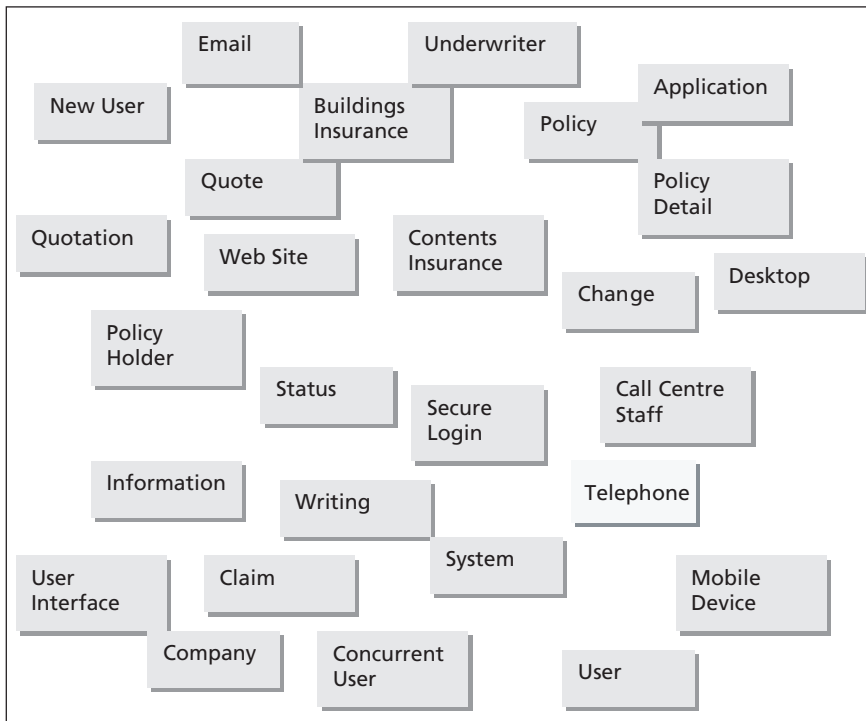 Email
Underwriter
New User
Buildings
Insurance
Application
Policy
Quote
Policy
Detail
Quotation
Web Site
Contents
Insurance
Change
Desktop
Policy
Holder
Status
Secure
Login
Call Centre
Staff
Information
Writing
Telephone
System
User
Interface
Claim
Mobile
Device
Company
Concurrent
User
User